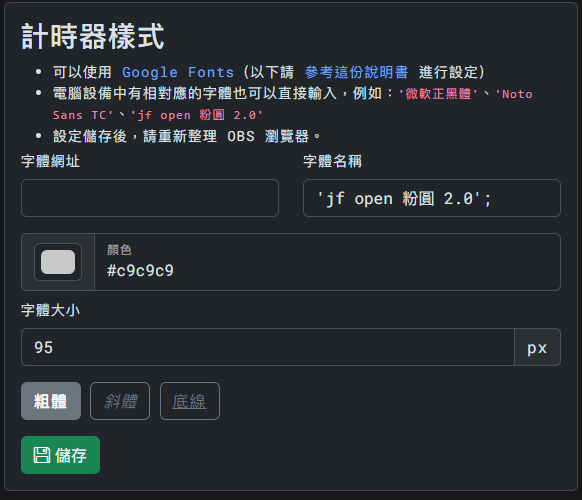 計時器樣式
可以使用 Google Fonts (以下請 參考這份說明書 進行設定)
電腦設備中有相對應的字體也可以直接輸入，例如：'微軟正黑體'、'Noto
Sans TC'、'jf open 粉圓 2.0'
設定儲存後，請重新整理 OBS 瀏覽器。
字體網址
字體名稱
'jf open 粉圓 2.0';
顏色
#c9c9c9
字體大小
95
px
粗體
斜體
底線
儲存